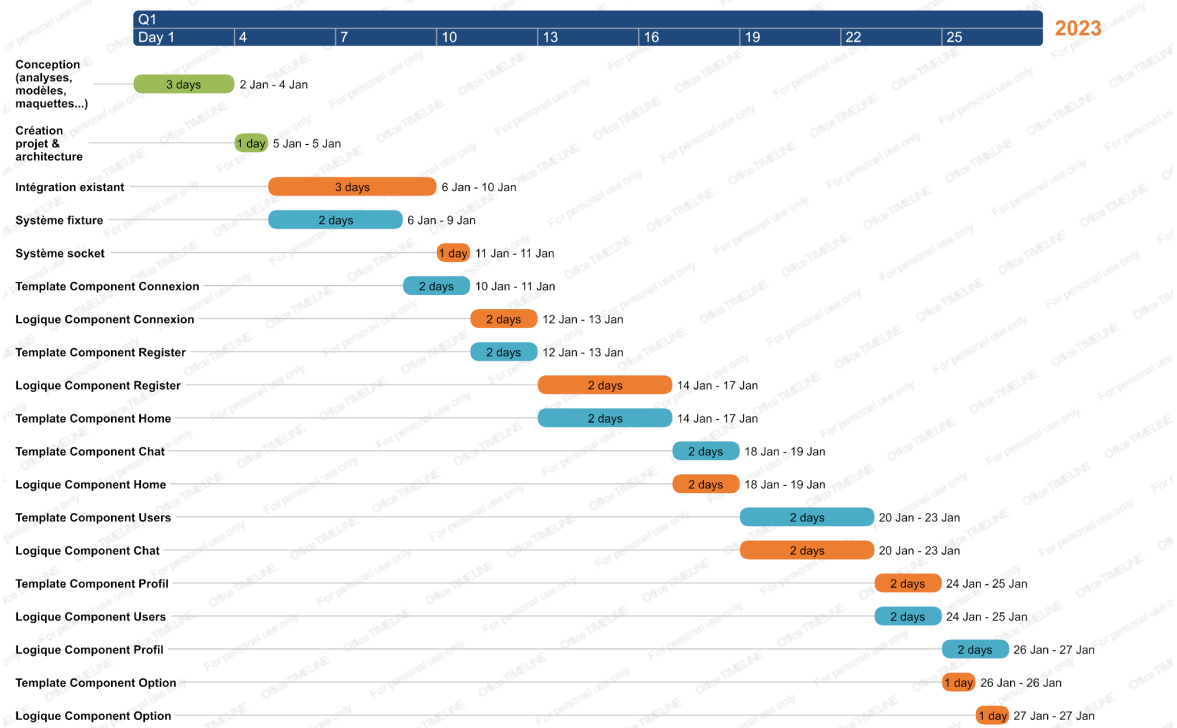 Q1
Day 1 4 7 10 13 16 19 22 25
2023
Conception
(analyses,
modèles,
maquettes...)
3 days
2 Jan - 4 Jan
Création
projet &
architecture
1 day
5 Jan - 5 Jan
Intégration existant
3 days
6 Jan - 10 Jan
Système fixture
2 days
6 Jan - 9 Jan
Système socket
1 day
11 Jan - 11 Jan
Template Component Connexion
2 days
10 Jan - 11 Jan
Logique Component Connexion
2 days
12 Jan - 13 Jan
Template Component Register
2 days
12 Jan - 13 Jan
Logique Component Register
2 days
14 Jan - 17 Jan
Template Component Home
2 days
14 Jan - 17 Jan
Template Component Chat
2 days
18 Jan - 19 Jan
Logique Component Home
2 days
18 Jan - 19 Jan
Template Component Users
2 days
20 Jan - 23 Jan
Logique Component Chat
2 days
20 Jan - 23 Jan
Template Component Profil
2 days
24 Jan - 25 Jan
Logique Component Users
2 days
24 Jan - 25 Jan
Logique Component Profil
2 days
26 Jan - 27 Jan
Template Component Option
1 day
26 Jan - 26 Jan
Logique Component Option
1 day
27 Jan - 27 Jan
For personal use only
Office TIMELINE